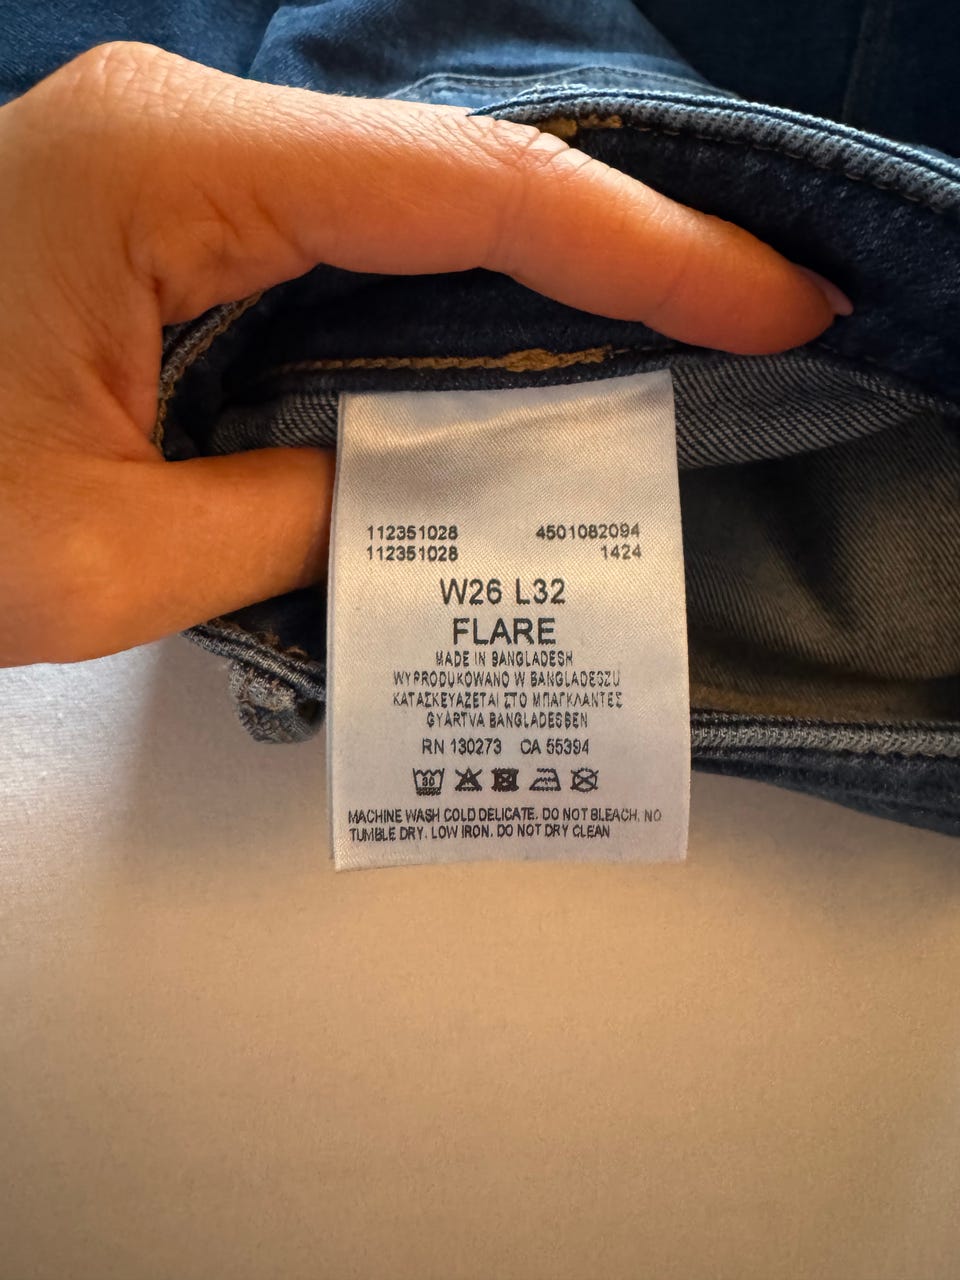 112351028 4501082094
112351028 1424
W26 L32
FLARE
MADE IN BANGLADESH
WYPRODUKOWANO W BANGLADESZU
ΚΑΤΑΣΚΕΥΑΖΕΤΑΙ ΣΤΟ ΜΠΑΓΚΛΑΝΤΕΣ
GYÁRTVA BANGLADESBEN
RN 130273 CA 55394
30
MACHINE WASH COLD DELICATE. DO NOT BLEACH. NO
TUMBLE DRY. LOW IRON. DO NOT DRY CLEAN